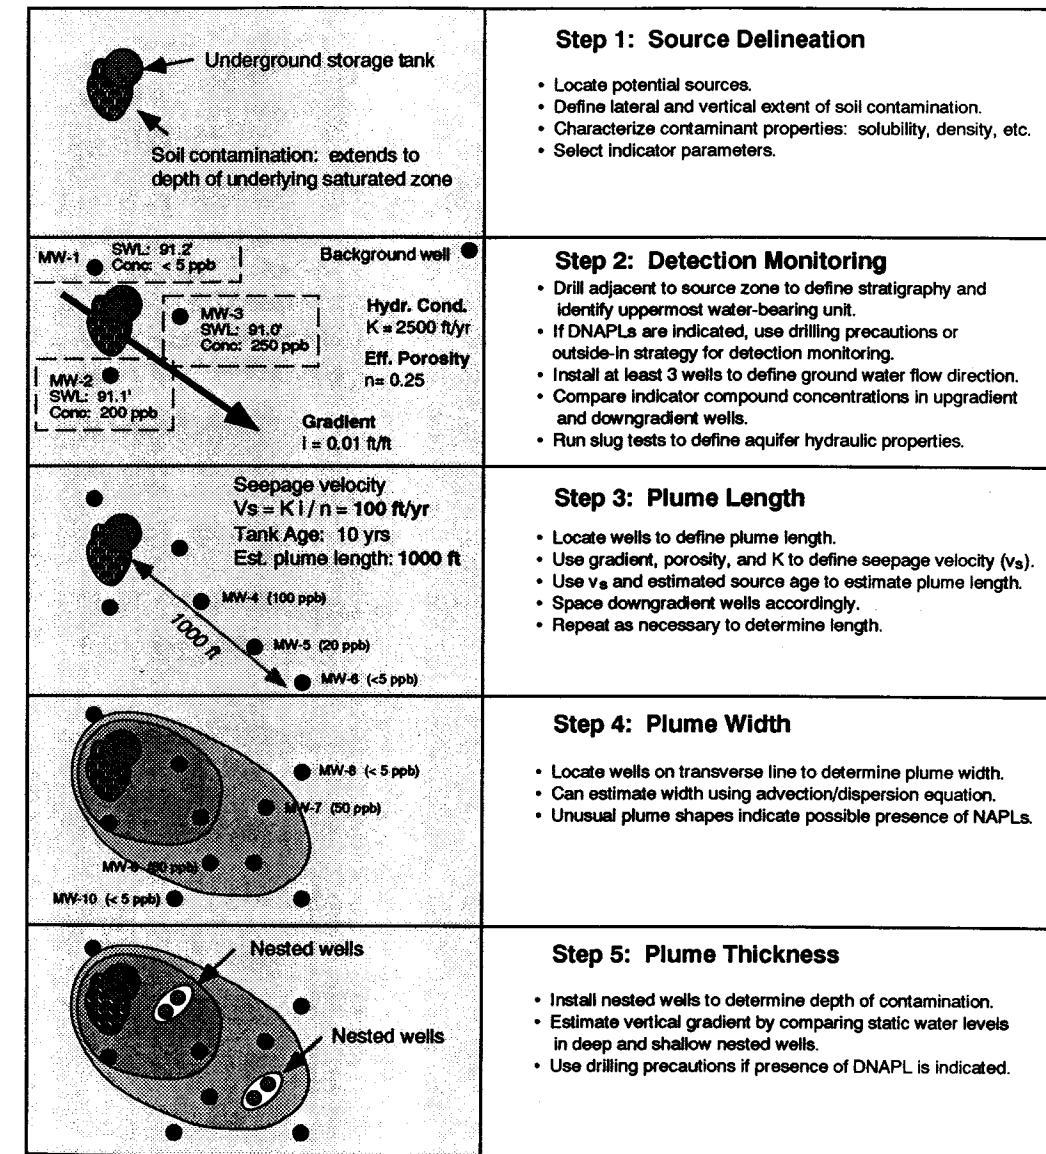 Underground storage tank
Soil contamination: extends to
depth of underlying saturated zone
Step 1: Source Delineation
• Locate potential sources.
• Define lateral and vertical extent of soil contamination.
• Characterize contaminant properties: solubility, density, etc.
• Select indicator parameters.
MW-1
SWL: 91.2'
Conc: < 5 ppb
Background well
MW-3
SWL: 91.0'
Conc: 250 ppb
Hydr. Cond.
K = 2500 ft/yr
Eff. Porosity
n= 0.25
MW-2
SWL: 91.1'
Conc: 200 ppb
Gradient
i = 0.01 ft/ft
Step 2: Detection Monitoring
• Drill adjacent to source zone to define stratigraphy and
identify uppermost water-bearing unit.
• If DNAPLs are indicated, use drilling precautions or
outside-in strategy for detection monitoring.
• Install at least 3 wells to define ground water flow direction.
• Compare indicator compound concentrations in upgradient
and downgradient wells.
• Run slug tests to define aquifer hydraulic properties.
Seepage velocity
Vs = K i / n = 100 ft/yr
Tank Age: 10 yrs
Est. plume length: 1000 ft
MW-4 (100 ppb)
1000 ft
MW-5 (20 ppb)
MW-6 (<5 ppb)
Step 3: Plume Length
• Locate wells to define plume length.
• Use gradient, porosity, and K to define seepage velocity (vs).
• Use vs and estimated source age to estimate plume length.
• Space downgradient wells accordingly.
• Repeat as necessary to determine length.
MW-8 (< 5 ppb)
MW-7 (50 ppb)
ppb)
MW-10 (< 5 ppb)
Step 4: Plume Width
• Locate wells on transverse line to determine plume width.
• Can estimate width using advection/dispersion equation.
• Unusual plume shapes indicate possible presence of NAPLs.
Nested wells
Nested wells
Step 5: Plume Thickness
• Install nested wells to determine depth of contamination.
• Estimate vertical gradient by comparing static water levels
in deep and shallow nested wells.
• Use drilling precautions if presence of DNAPL is indicated.